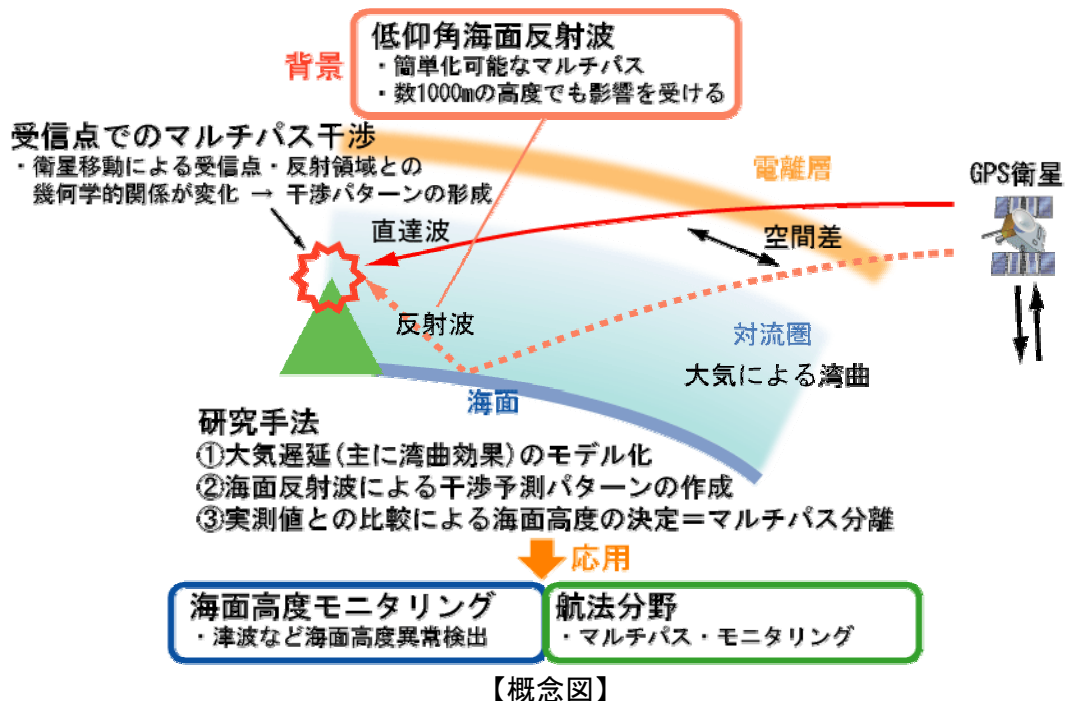 背景
低仰角海面反射波
・簡単化可能なマルチパス
・数1000mの高度でも影響を受ける
受信点でのマルチパス干渉
・衛星移動による受信点・反射領域との
幾何学的関係が変化 → 干渉パターンの形成
電離層
GPS衛星
直達波
空間差
反射波
対流圏
大気による湾曲
海面
研究手法
①大気遅延(主に湾曲効果)のモデル化
②海面反射波による干渉予測パターンの作成
③実測値との比較による海面高度の決定=マルチパス分離
応用
海面高度モニタリング
・津波など海面高度異常検出
航法分野
・マルチパス・モニタリング
【概念図】